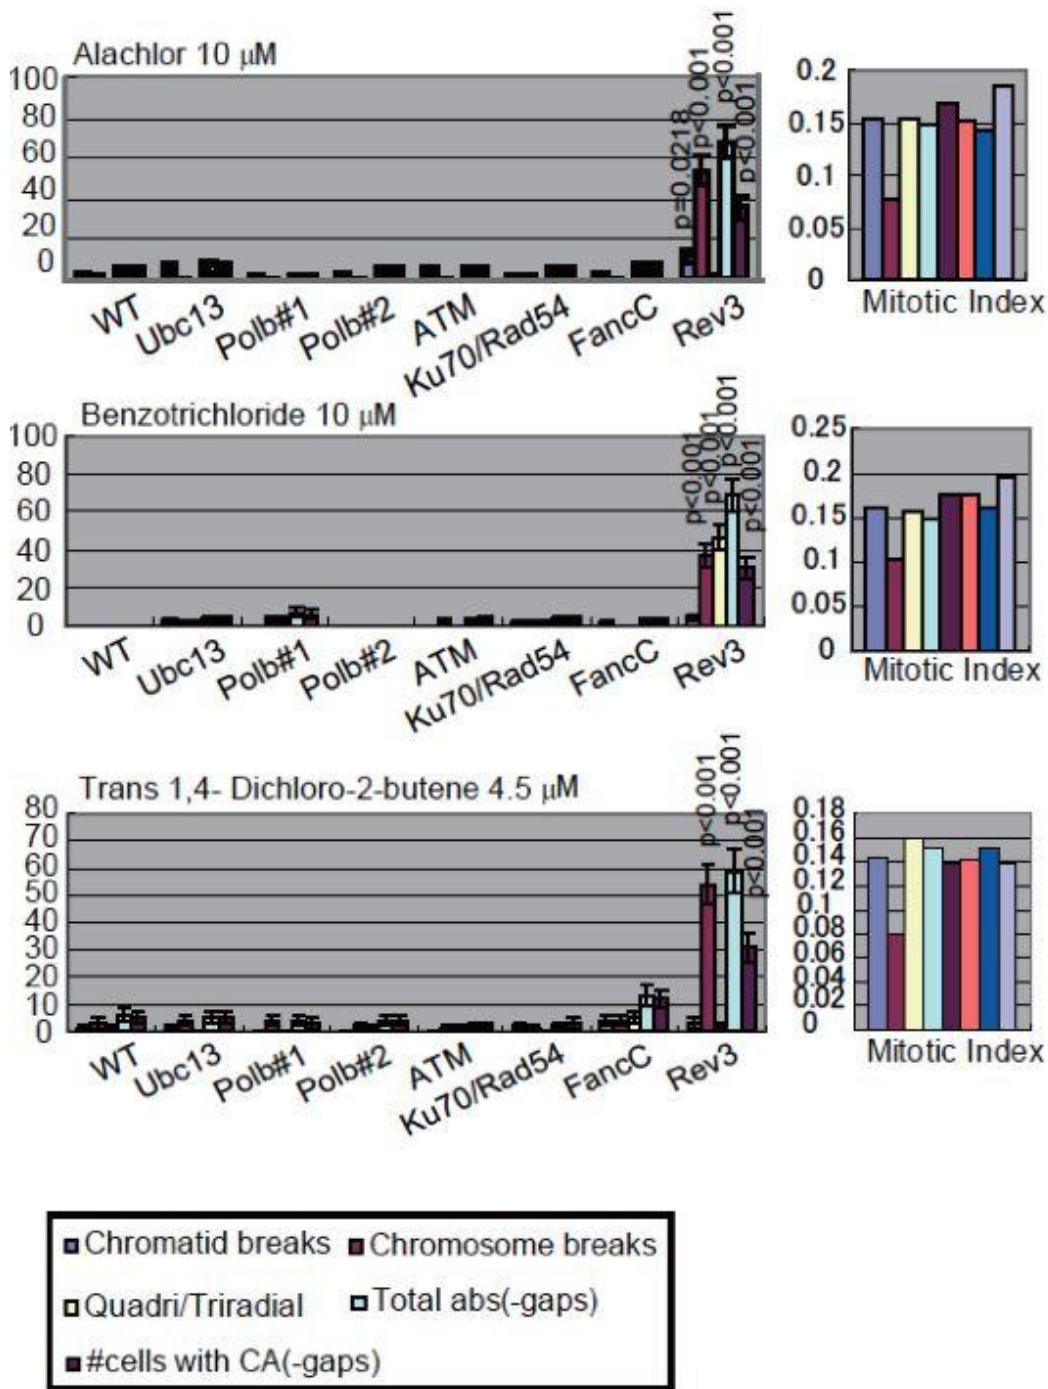 Alachlor 10 μM
100
80
60
40
20
0
p=0.0218
p<0.001
p<0.001
p<0.001
WT
Ubc13
Polb#1
Polb#2
ATM
Ku70/Rad54
FancC
Rev3
0.2
0.15
0.1
0.05
0
Mitotic Index
Benzotrichloride 10 μM
100
80
60
40
20
0
p<0.001
p<0.001
p<0.001
p<0.001
WT
Ubc13
Polb#1
Polb#2
ATM
Ku70/Rad54
FancC
Rev3
0.25
0.2
0.15
0.1
0.05
0
Mitotic Index
Trans 1,4- Dichloro-2-butene 4.5 μM
80
70
60
50
40
30
20
10
0
p<0.001
p<0.001
p<0.001
WT
Ubc13
Polb#1
Polb#2
ATM
Ku70/Rad54
FancC
Rev3
0.18
0.16
0.14
0.12
0.1
0.08
0.06
0.04
0.02
0
Mitotic Index
Chromatid breaks
Chromosome breaks
Quadri/Triradial
Total abs(-gaps)
#cells with CA(-gaps)